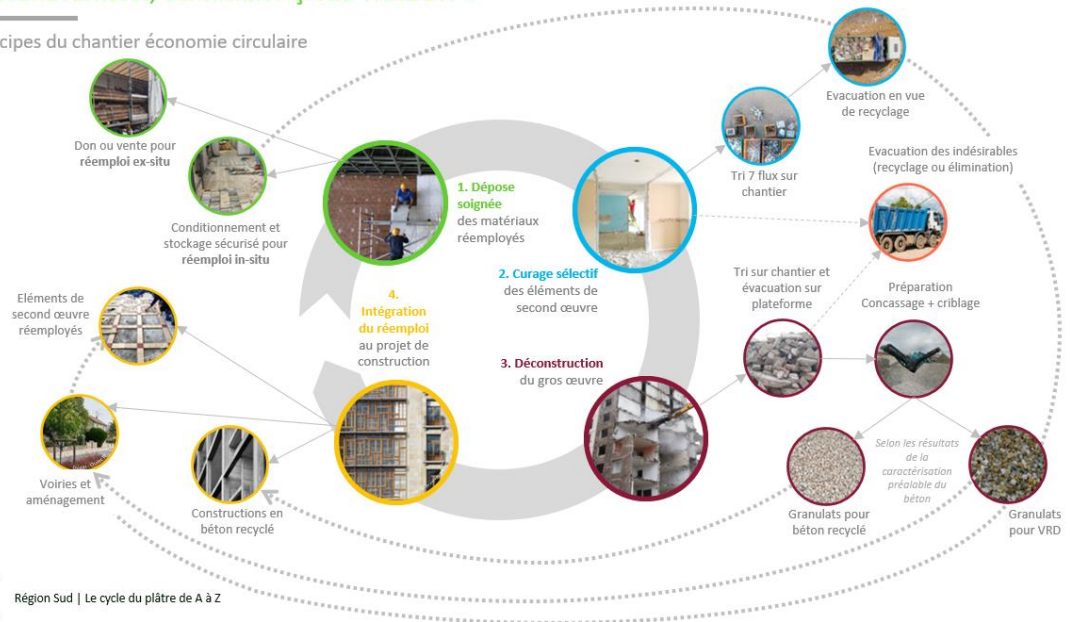 cipes du chantier économie circulaire
Don ou vente pour
réemploi ex-situ
Conditionnement et
stockage sécurisé pour
réemploi in-situ
1. Dépose
soignée
des matériaux
réemployés
2. Curage sélectif
des éléments de
second œuvre
Tri 7 flux sur
chantier
Evacuation en vue
de recyclage
Evacuation des indésirables
(recyclage ou élimination)
3. Déconstruction
du gros œuvre
Tri sur chantier et
évacuation sur
plateforme
Préparation
Concassage + criblage
Granulats pour
béton recyclé
Selon les résultats
de la
caractérisation
préalable du
béton
Granulats
pour VRD
4.
Intégration
du réemploi
au projet de
construction
Eléments de
second œuvre
réemployés
Voiries et
aménagement
Constructions en
béton recyclé
Région Sud | Le cycle du plâtre de A à Z